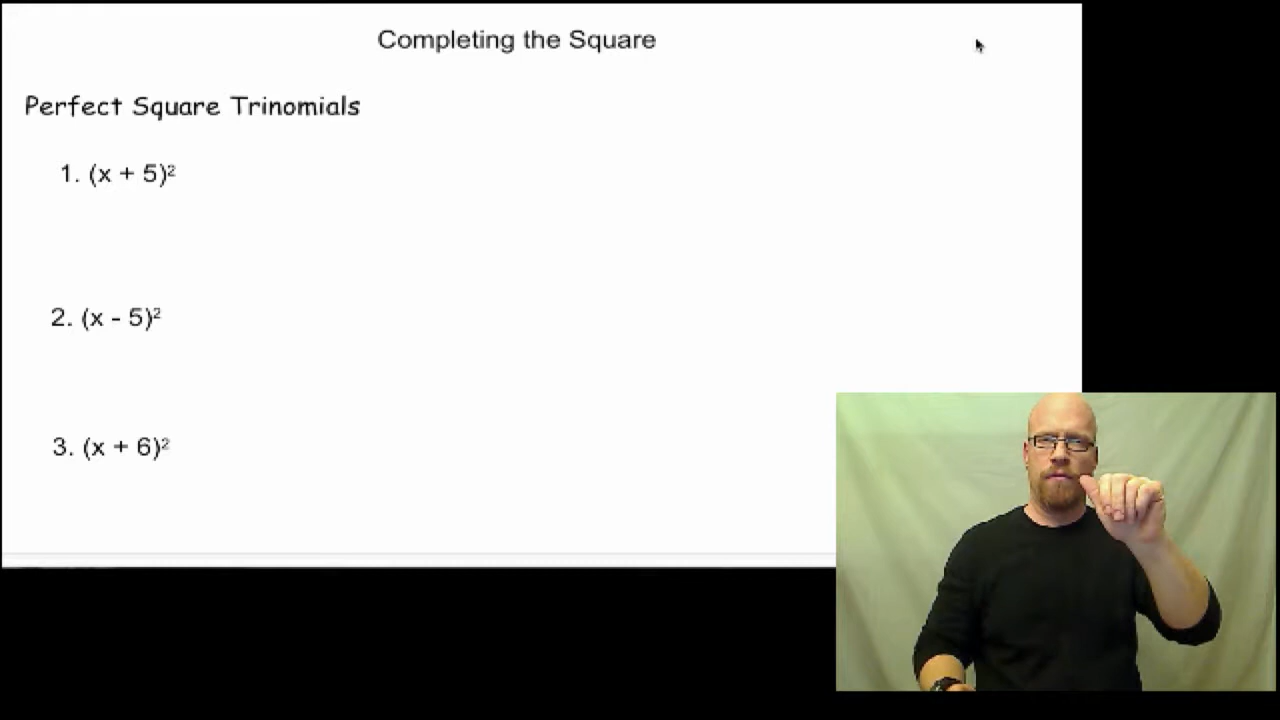 Completing the Square
Perfect Square Trinomials
1. (x + 5)²
2. (x - 5)²
3. (x + 6)²